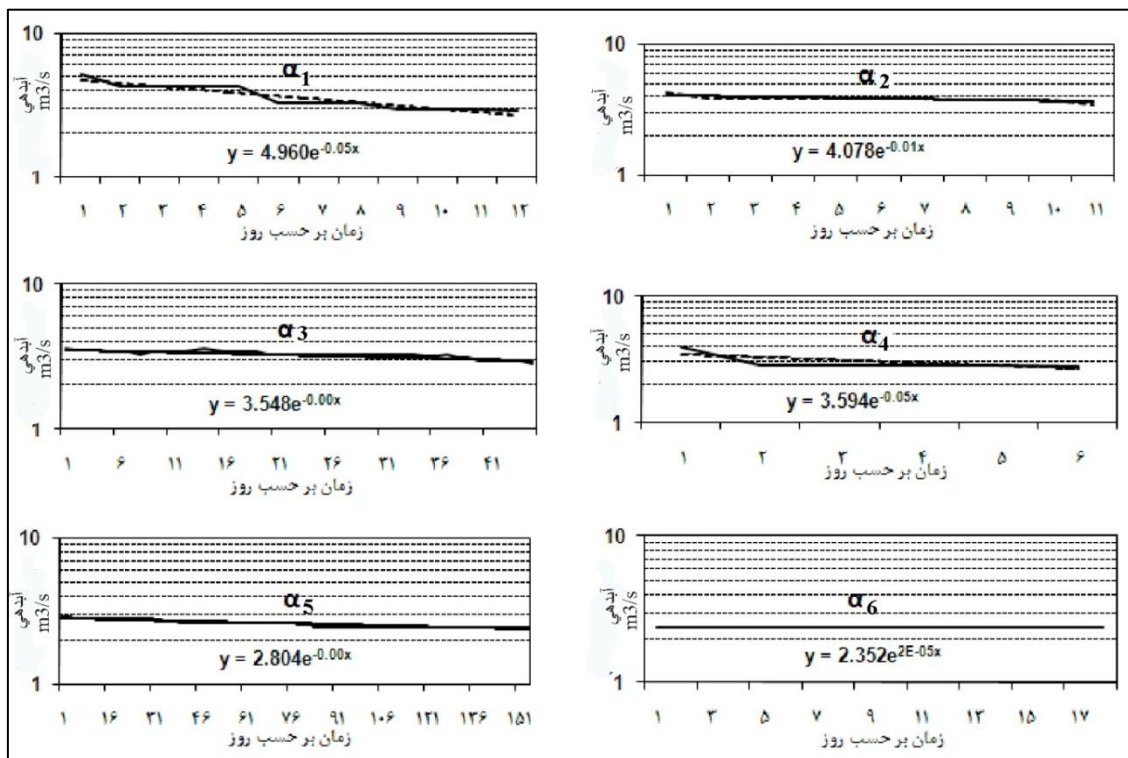 10
آبدهي
m3/s
1
α1
y = 4.960e-0.05x
۱ ۲ ۳ ۴ ۵ ۶ ۷ ۸ ۹ ۱۰ ۱۱ ۱۲
زمان بر حسب روز
10
آبدهي
m3/s
1
α2
y = 4.078e-0.01x
۱ ۲ ۳ ۴ ۵ ۶ ۷ ۸ ۹ ۱۰ ۱۱
زمان بر حسب روز
10
آبدهي
m3/s
1
α3
y = 3.548e-0.00x
۱ ۶ ۱۱ ۱۶ ۲۱ ۲۶ ۳۱ ۳۶ ۴۱
زمان بر حسب روز
10
آبدهي
m3/s
1
α4
y = 3.594e-0.05x
۱ ۲ ۳ ۴ ۵ ۶
زمان بر حسب روز
10
آبدهي
m3/s
1
α5
y = 2.804e-0.00x
۱ ۱۶ ۳۱ ۴۶ ۶۱ ۷۶ ۹۱ ۱۰۶ ۱۲۱ ۱۳۶ ۱۵۱
زمان بر حسب روز
10
آبدهي
m3/s
1
α6
y = 2.352e2E-05x
۱ ۳ ۵ ۷ ۹ ۱۱ ۱۳ ۱۵ ۱۷
زمان بر حسب روز